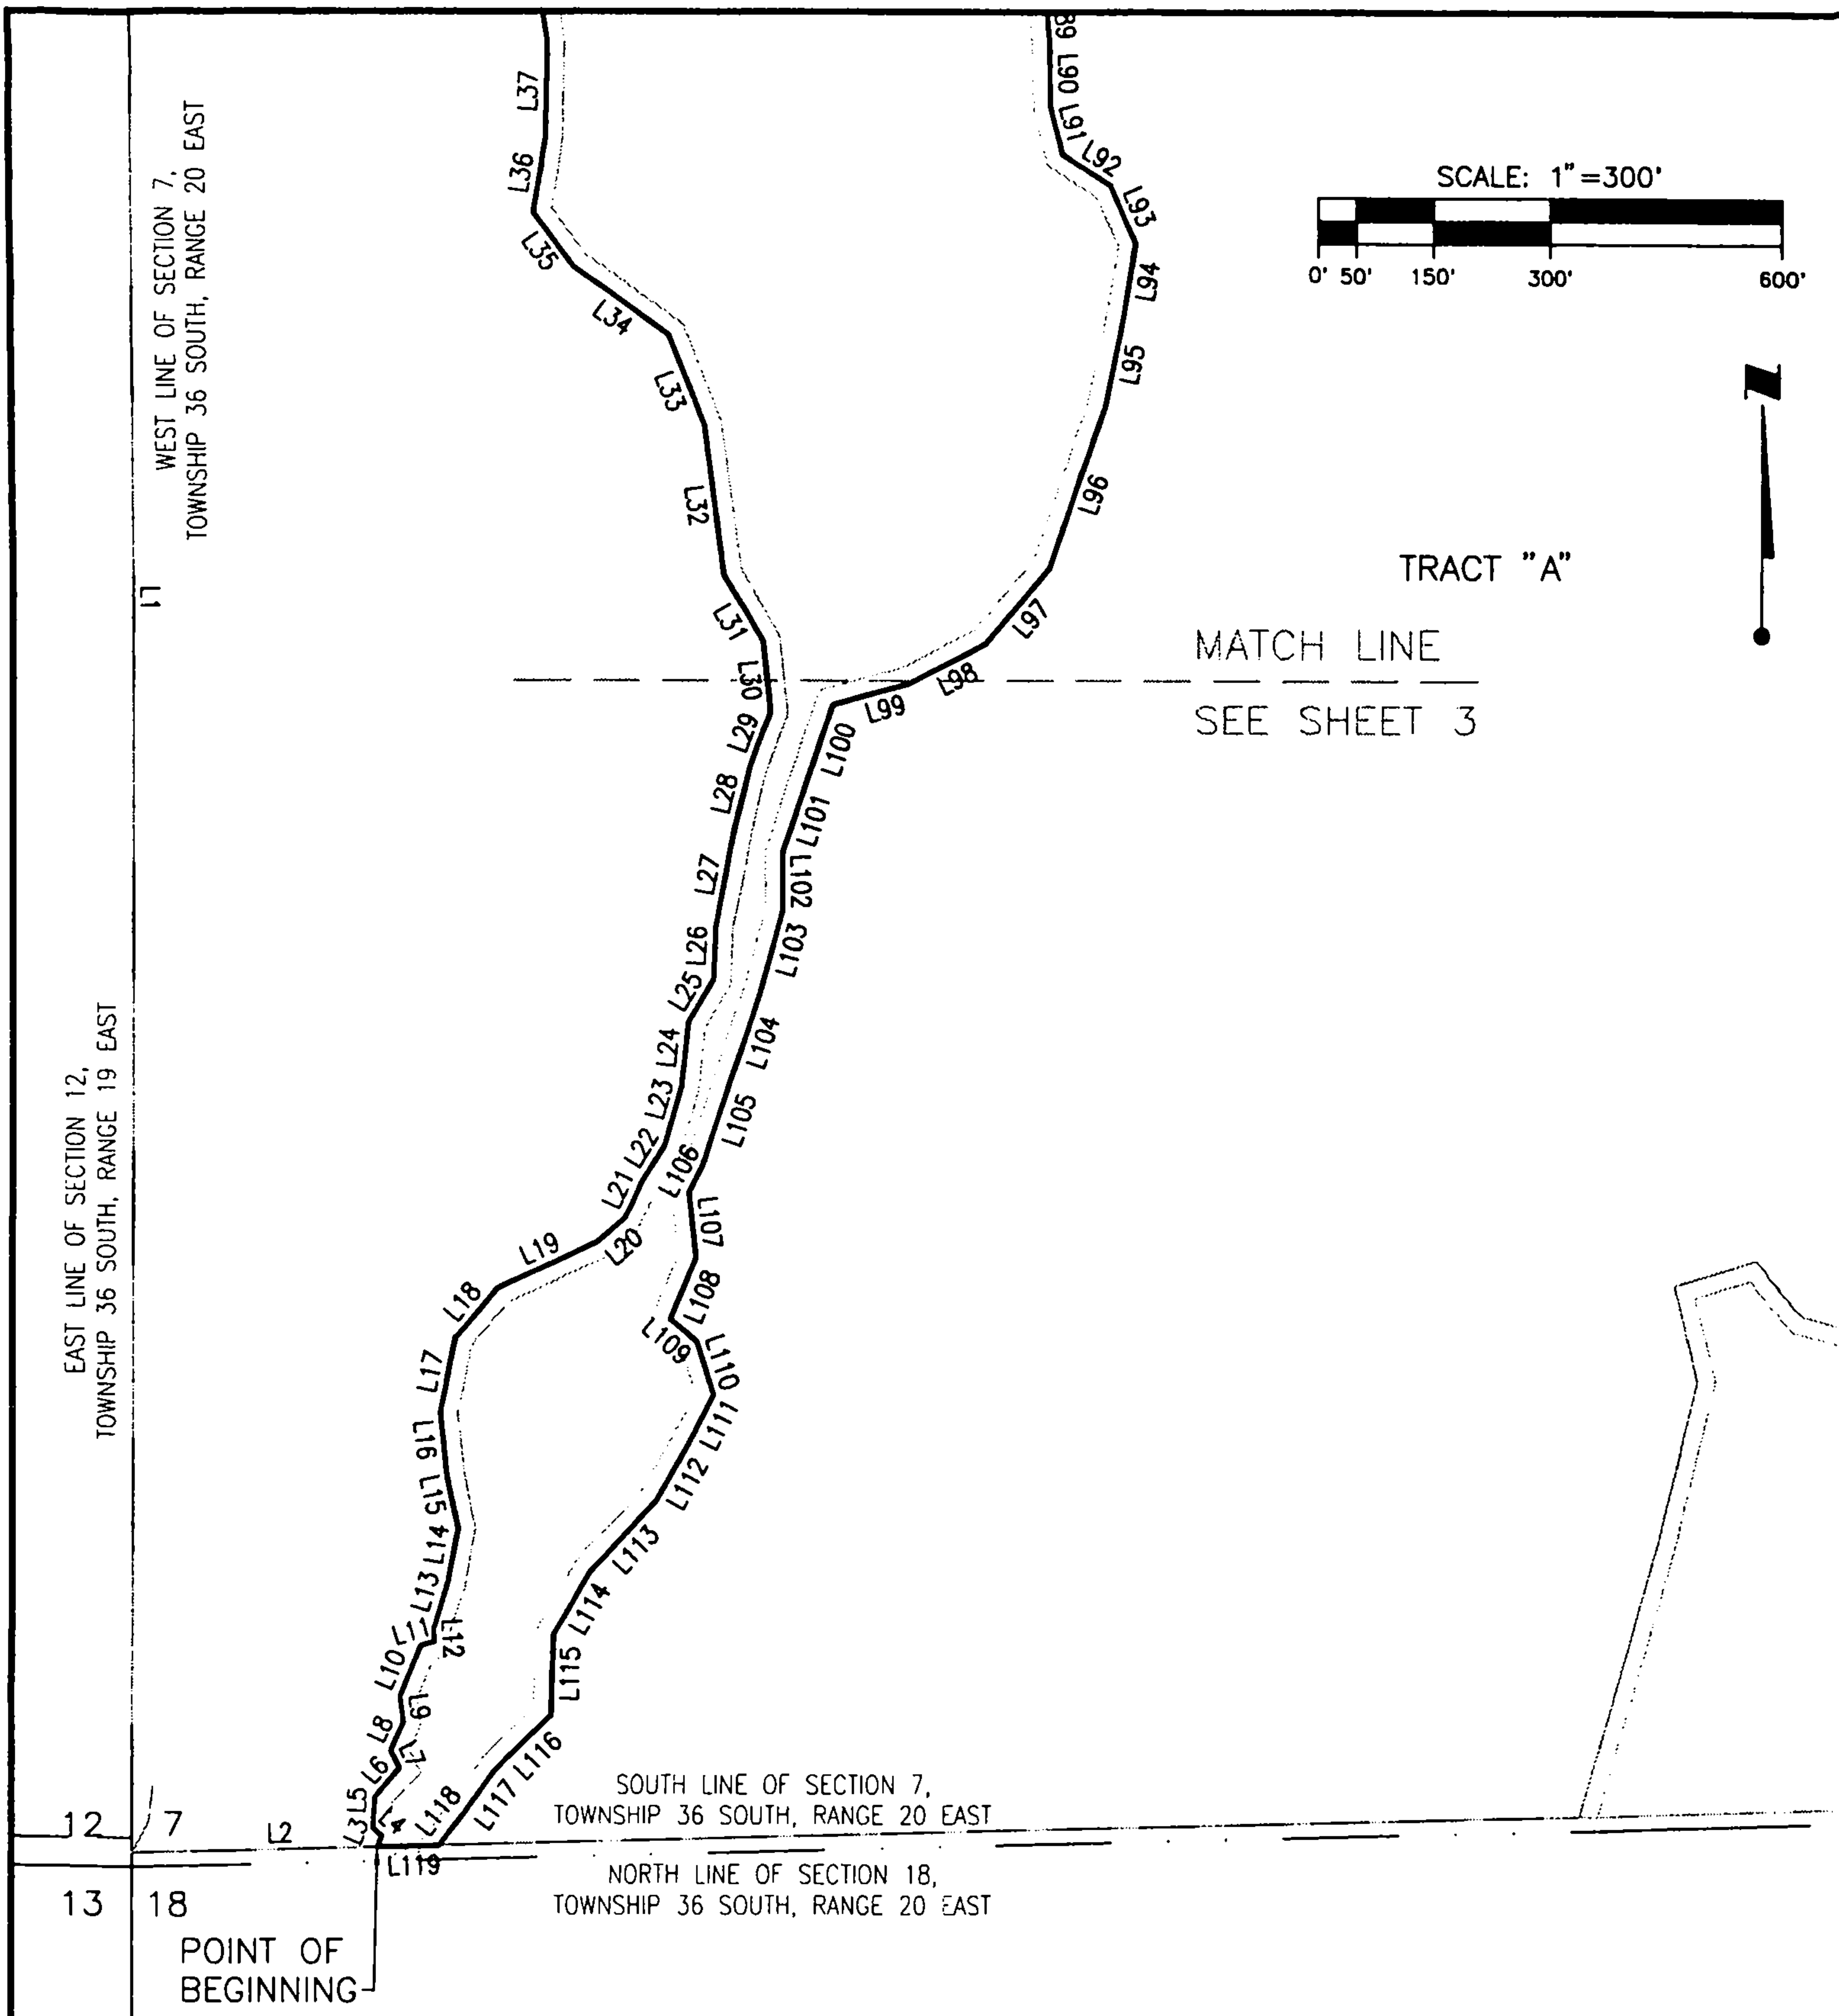 89
L90
L91
L92
L93
L94
L95
L96
L97
L98
L99
L100
L101
L102
L103
L104
L105
L106
L107
L108
L109
L110
L111
L112
L113
L114
L115
L116
L117
L118
L119
L37
L36
L35
L34
L33
L32
L31
L30
L29
L28
L27
L26
L25
L24
L23
L22
L21
L20
L19
L18
L17
L16
L15
L14
L13
L12
L11
L10
L9
L8
L7
L6
L5
L4
L3
L2
L1
WEST LINE OF SECTION 7,
TOWNSHIP 36 SOUTH, RANGE 20 EAST
SCALE: 1"=300'
0' 50' 150' 300' 600'
N
TRACT "A"
MATCH LINE
SEE SHEET 3
EAST LINE OF SECTION 12,
TOWNSHIP 36 SOUTH, RANGE 19 EAST
SOUTH LINE OF SECTION 7,
TOWNSHIP 36 SOUTH, RANGE 20 EAST
12 7
NORTH LINE OF SECTION 18,
TOWNSHIP 36 SOUTH, RANGE 20 EAST
13 18
POINT OF
BEGINNING